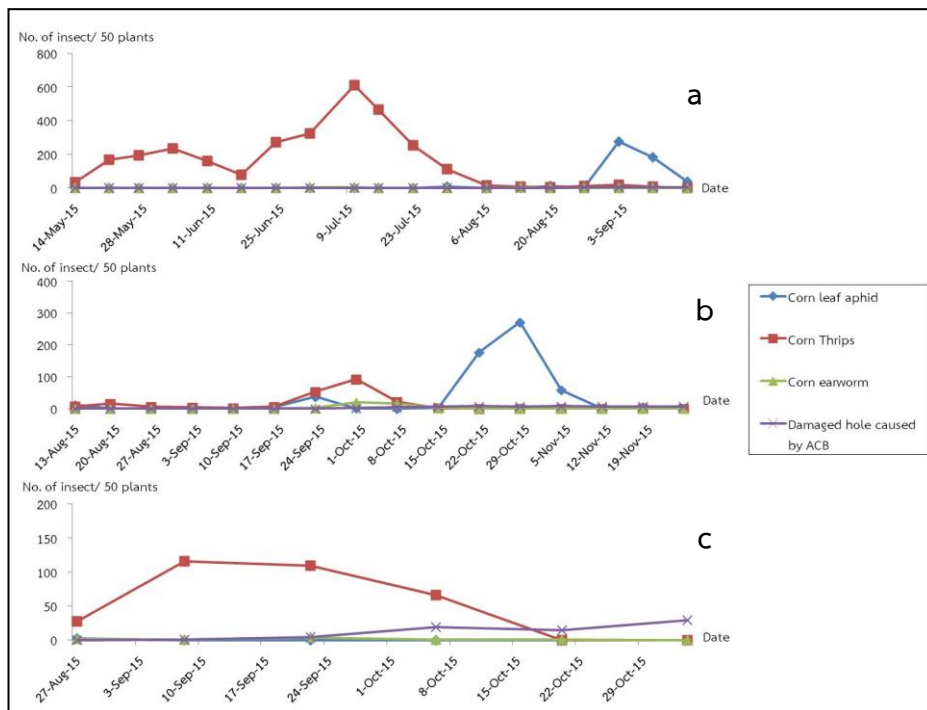 No. of insect/ 50 plants
800
600
400
200
0
a
Date
14-May-15
28-May-15
11-Jun-15
25-Jun-15
9-Jul-15
23-Jul-15
6-Aug-15
20-Aug-15
3-Sep-15
No. of insect/ 50 plants
400
300
200
100
0
b
Date
13-Aug-15
20-Aug-15
27-Aug-15
3-Sep-15
10-Sep-15
17-Sep-15
24-Sep-15
1-Oct-15
8-Oct-15
15-Oct-15
22-Oct-15
29-Oct-15
5-Nov-15
12-Nov-15
19-Nov-15
Corn leaf aphid
Corn Thrips
Corn earworm
Damaged hole caused
by ACB
No. of insect/ 50 plants
200
150
100
50
0
c
Date
27-Aug-15
3-Sep-15
10-Sep-15
17-Sep-15
24-Sep-15
1-Oct-15
8-Oct-15
15-Oct-15
22-Oct-15
29-Oct-15